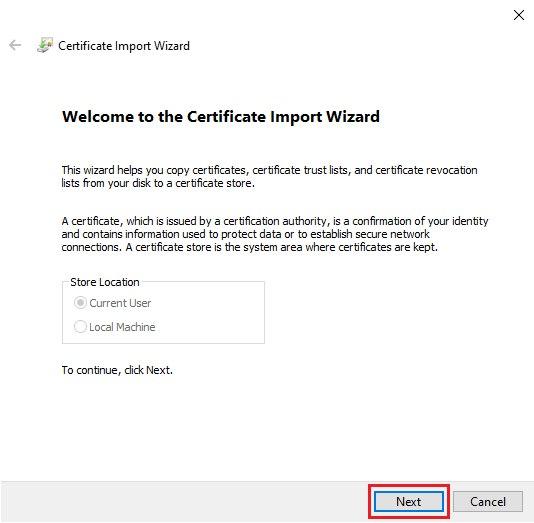 Certificate Import Wizard
Welcome to the Certificate Import Wizard
This wizard helps you copy certificates, certificate trust lists, and certificate revocation
lists from your disk to a certificate store.
A certificate, which is issued by a certification authority, is a confirmation of your identity
and contains information used to protect data or to establish secure network
connections. A certificate store is the system area where certificates are kept.
Store Location
Current User
Local Machine
To continue, click Next.
Next Cancel